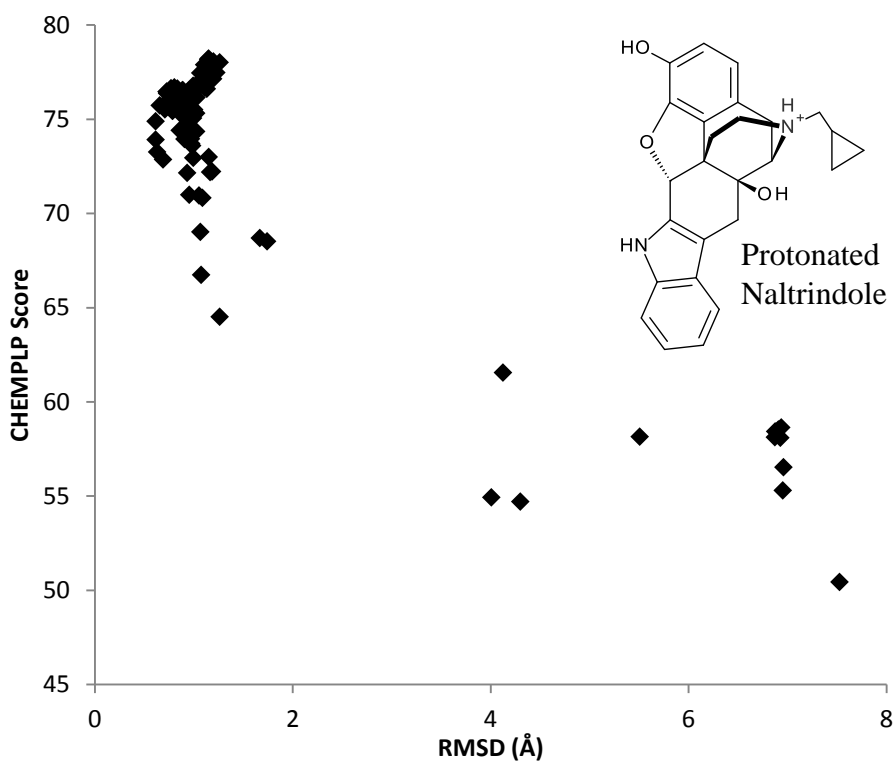 80
75
70
65
60
55
50
45
CHEMPLP Score
0 2 4 6 8
RMSD (Å)
HO
H
N+
O
OH
HN
Protonated
Naltrindole